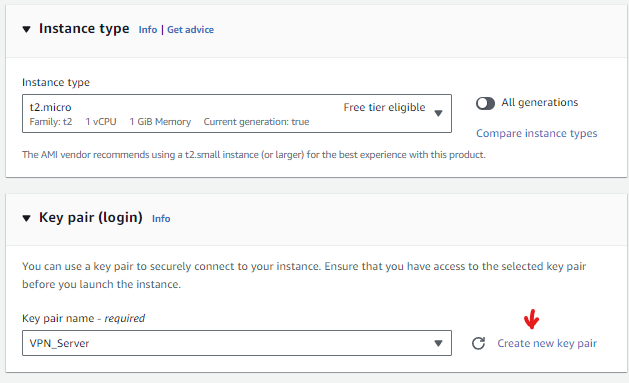 Instance type Info | Get advice
Instance type
t2.micro Free tier eligible
Family: t2 1 vCPU 1 GiB Memory Current generation: true
All generations
Compare instance types
The AMI vendor recommends using a t2.small instance (or larger) for the best experience with this product.
Key pair (login) Info
You can use a key pair to securely connect to your instance. Ensure that you have access to the selected key pair
before you launch the instance.
Key pair name - required
VPN_Server
Create new key pair